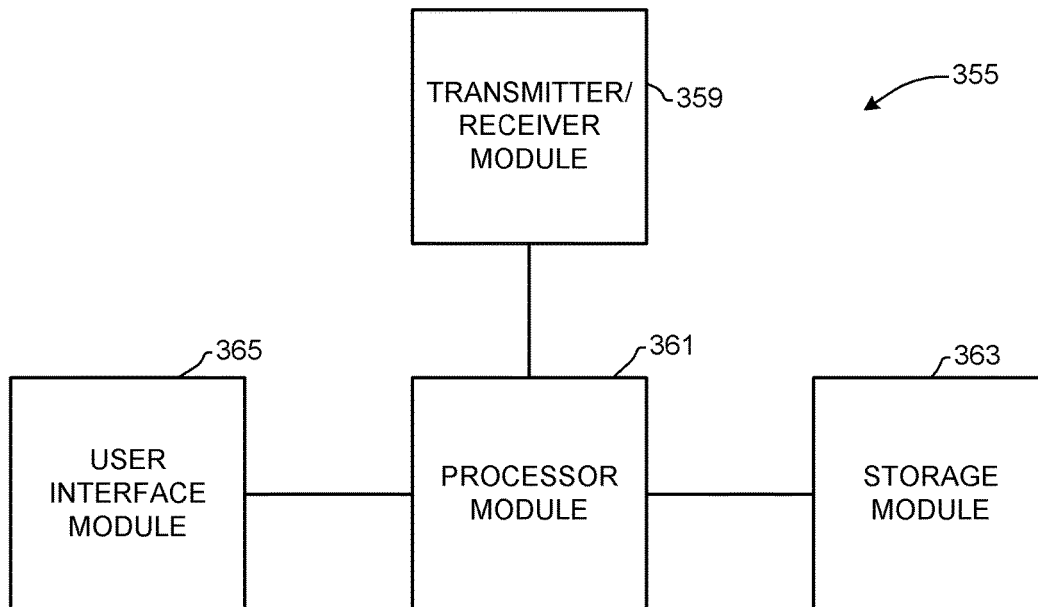 TRANSMITTER/
RECEIVER
MODULE
359
355
365
361
363
USER
INTERFACE
MODULE
PROCESSOR
MODULE
STORAGE
MODULE